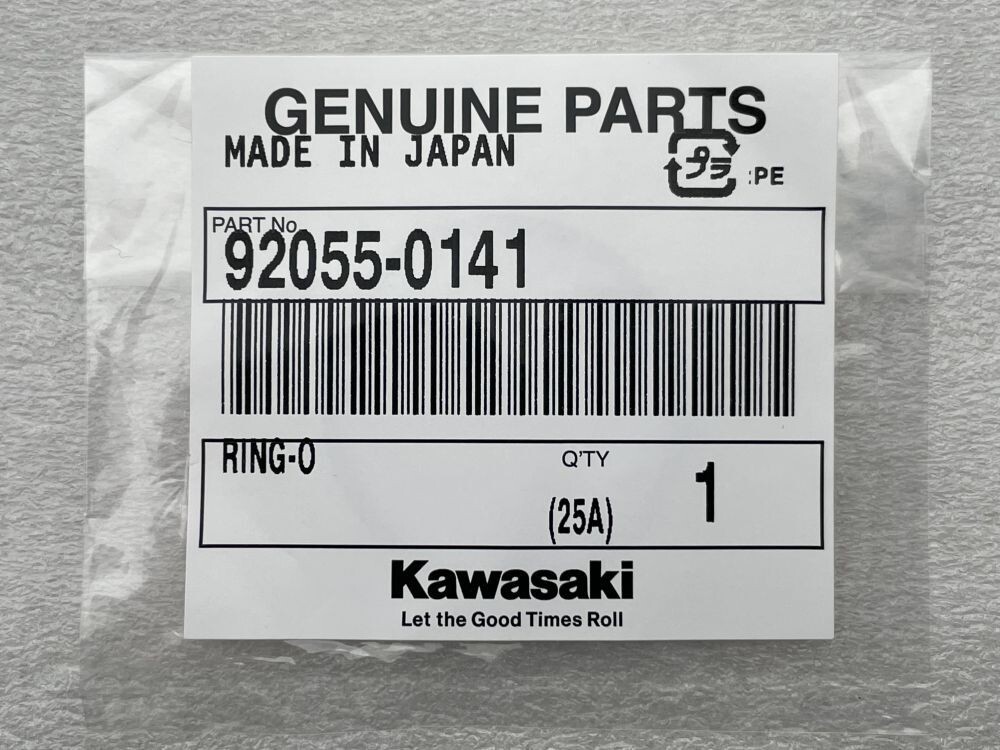 GENUINE PARTS
MADE IN JAPAN
プラ :PE
PART No.
92055-0141
RING-O
Q'TY
1
(25A)
Kawasaki
Let the Good Times Roll